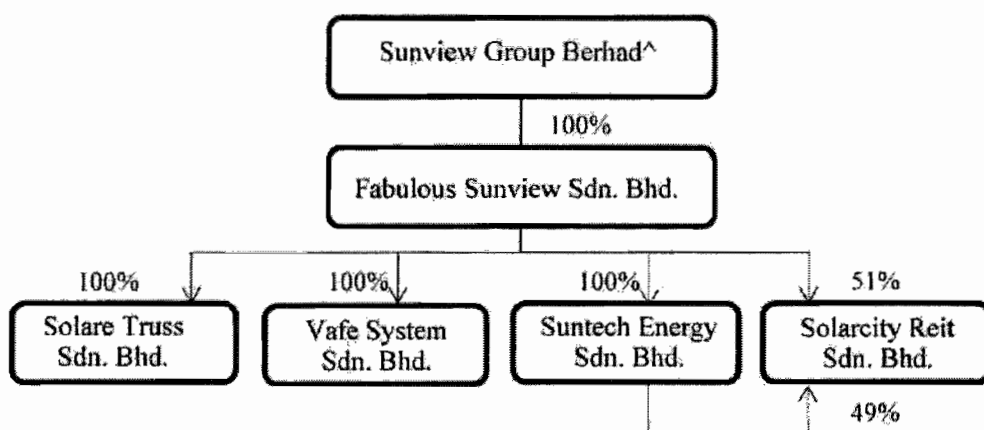 Sunview Group Berhad^
100%
Fabulous Sunview Sdn. Bhd.
100%
100%
100%
51%
Solare Truss
Sdn. Bhd.
Vafe System
Sdn. Bhd.
Suntech Energy
Sdn. Bhd.
Solarcity Reit
Sdn. Bhd.
49%